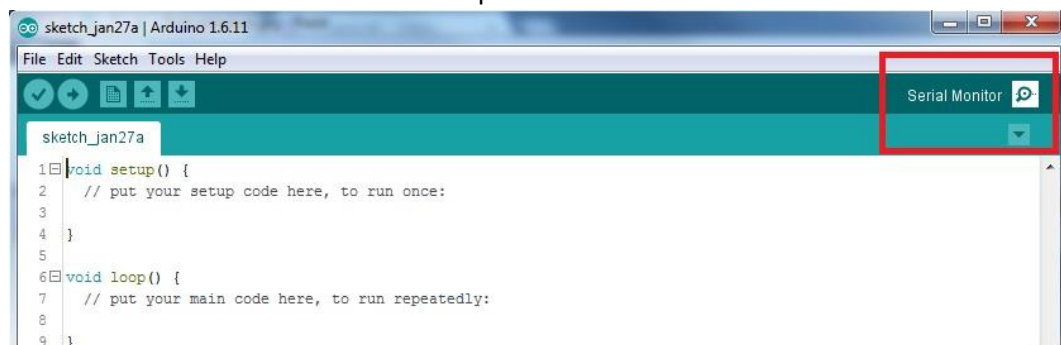 sketch_jan27a | Arduino 1.6.11
File Edit Sketch Tools Help
Serial Monitor
sketch_jan27a
1 void setup() {
2 // put your setup code here, to run once:
3
4 }
5
6 void loop() {
7 // put your main code here, to run repeatedly:
8
9 }